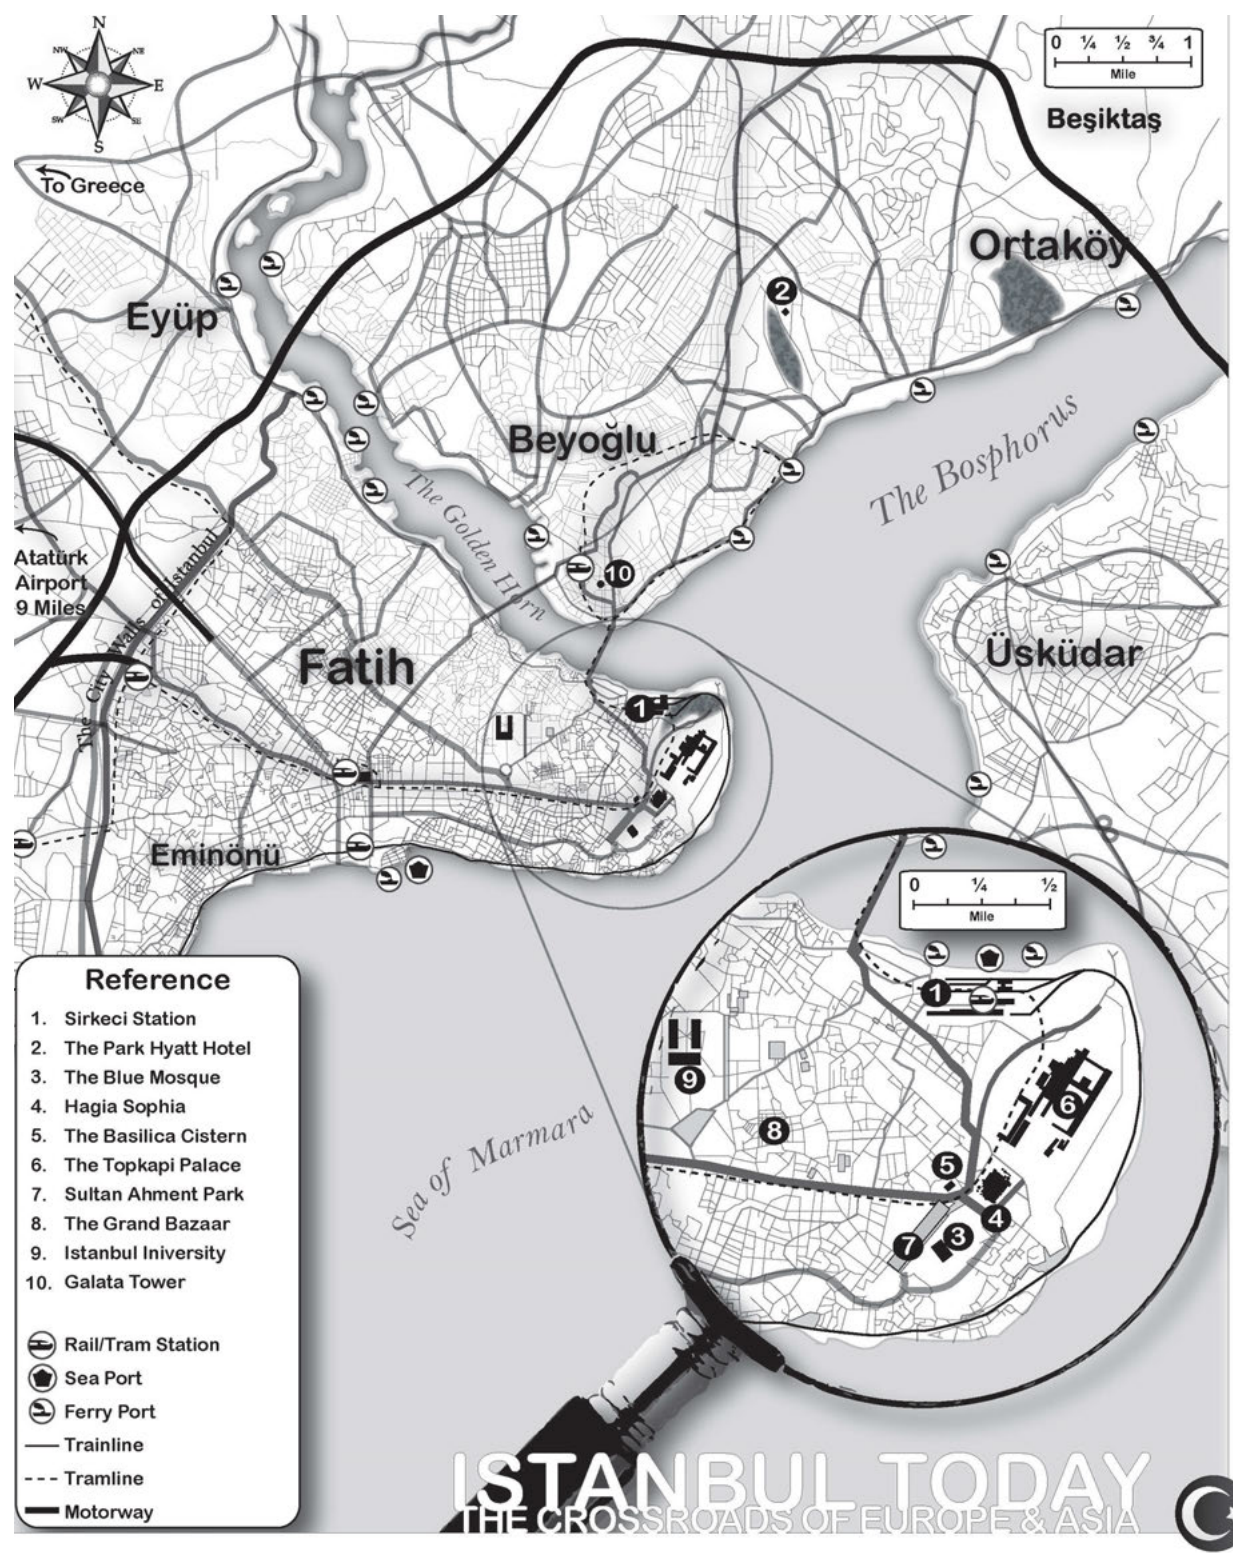 N
NW NE
W E
SW SE
S
0 ¼ ½ ¾ 1
Mile
Beşiktaş
To Greece
Ortaköy
2
Eyüp
Beyoğlu
The Bosphorus
The Golden Horn
Atatürk
Airport
9 Miles
The City Walls of Istanbul
10
Üsküdar
Fatih
1
Eminönü
0 ¼ ½
Mile
1
9
6
8
5
4
7 3
Sea of Marmara
Reference
1. Sirkeci Station
2. The Park Hyatt Hotel
3. The Blue Mosque
4. Hagia Sophia
5. The Basilica Cistern
6. The Topkapi Palace
7. Sultan Ahment Park
8. The Grand Bazaar
9. Istanbul Iniversity
10. Galata Tower
Rail/Tram Station
Sea Port
Ferry Port
Trainline
Tramline
Motorway
ISTANBUL TODAY
THE CROSSROADS OF EUROPE & ASIA